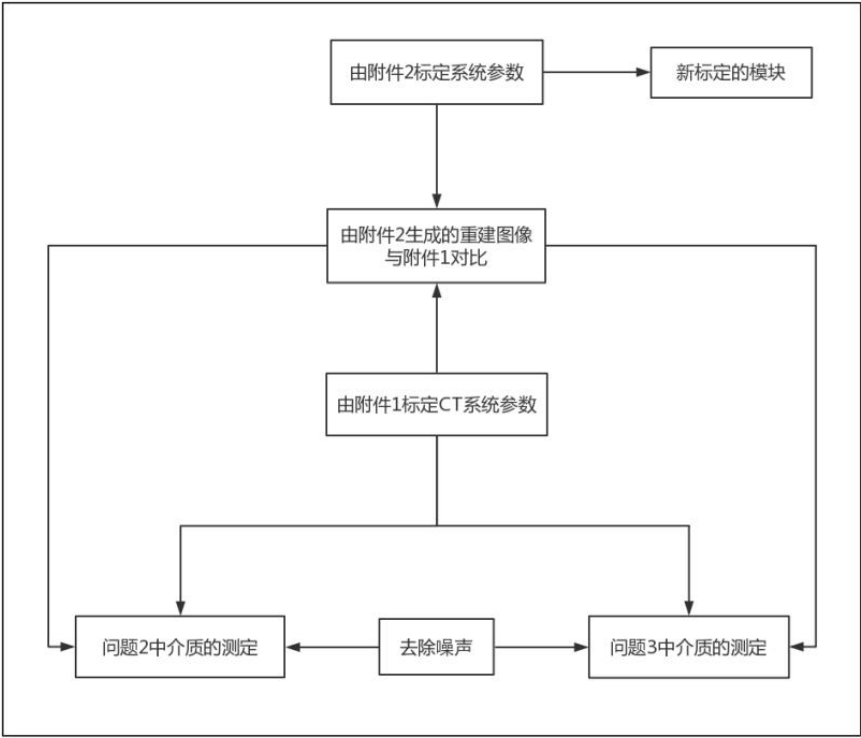 由附件2标定系统参数
新标定的模块
由附件2生成的重建图像
与附件1对比
由附件1标定CT系统参数
问题2中介质的测定
去除噪声
问题3中介质的测定